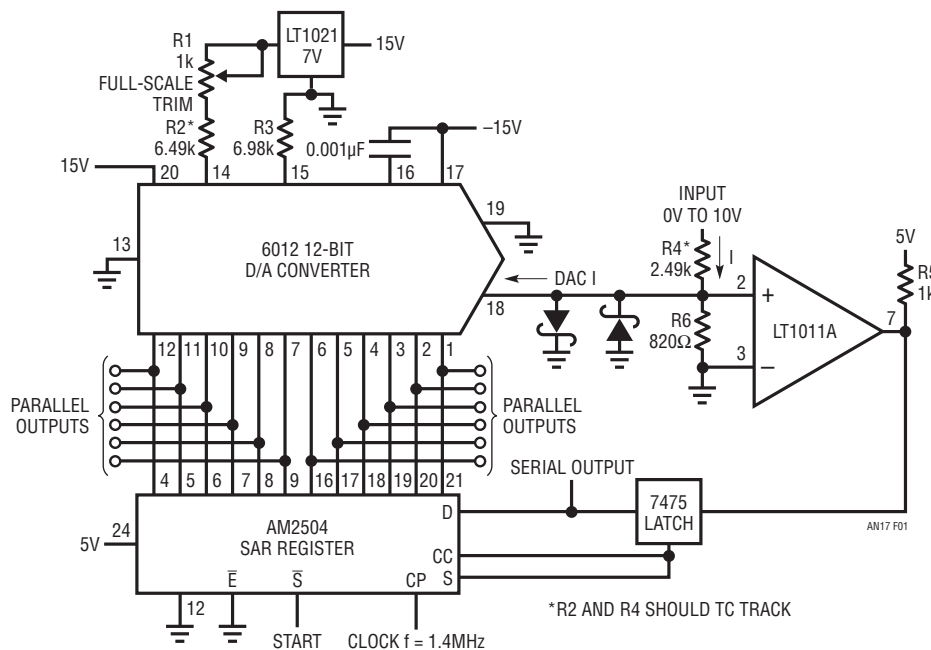 R1
1k
FULL-SCALE
TRIM
LT1021
7V
15V
R2*
6.49k
R3
6.98k
0.001µF
–15V
15V
20
14
15
16
17
13
6012 12-BIT
D/A CONVERTER
19
18
DAC I
INPUT
0V TO 10V
R4*
2.49k
I
R6
820Ω
2
+
3
–
LT1011A
7
5V
R5
1k
12 11 10 9 8 7 6 5 4 3 2 1
PARALLEL
OUTPUTS
PARALLEL
OUTPUTS
4 5 6 7 8 9 16 17 18 19 20 21
SERIAL OUTPUT
7475
LATCH
AN17 F01
5V
24
AM2504
SAR REGISTER
D
CC
S
E̅
S̅
CP
12
START
CLOCK f = 1.4MHz
*R2 AND R4 SHOULD TC TRACK